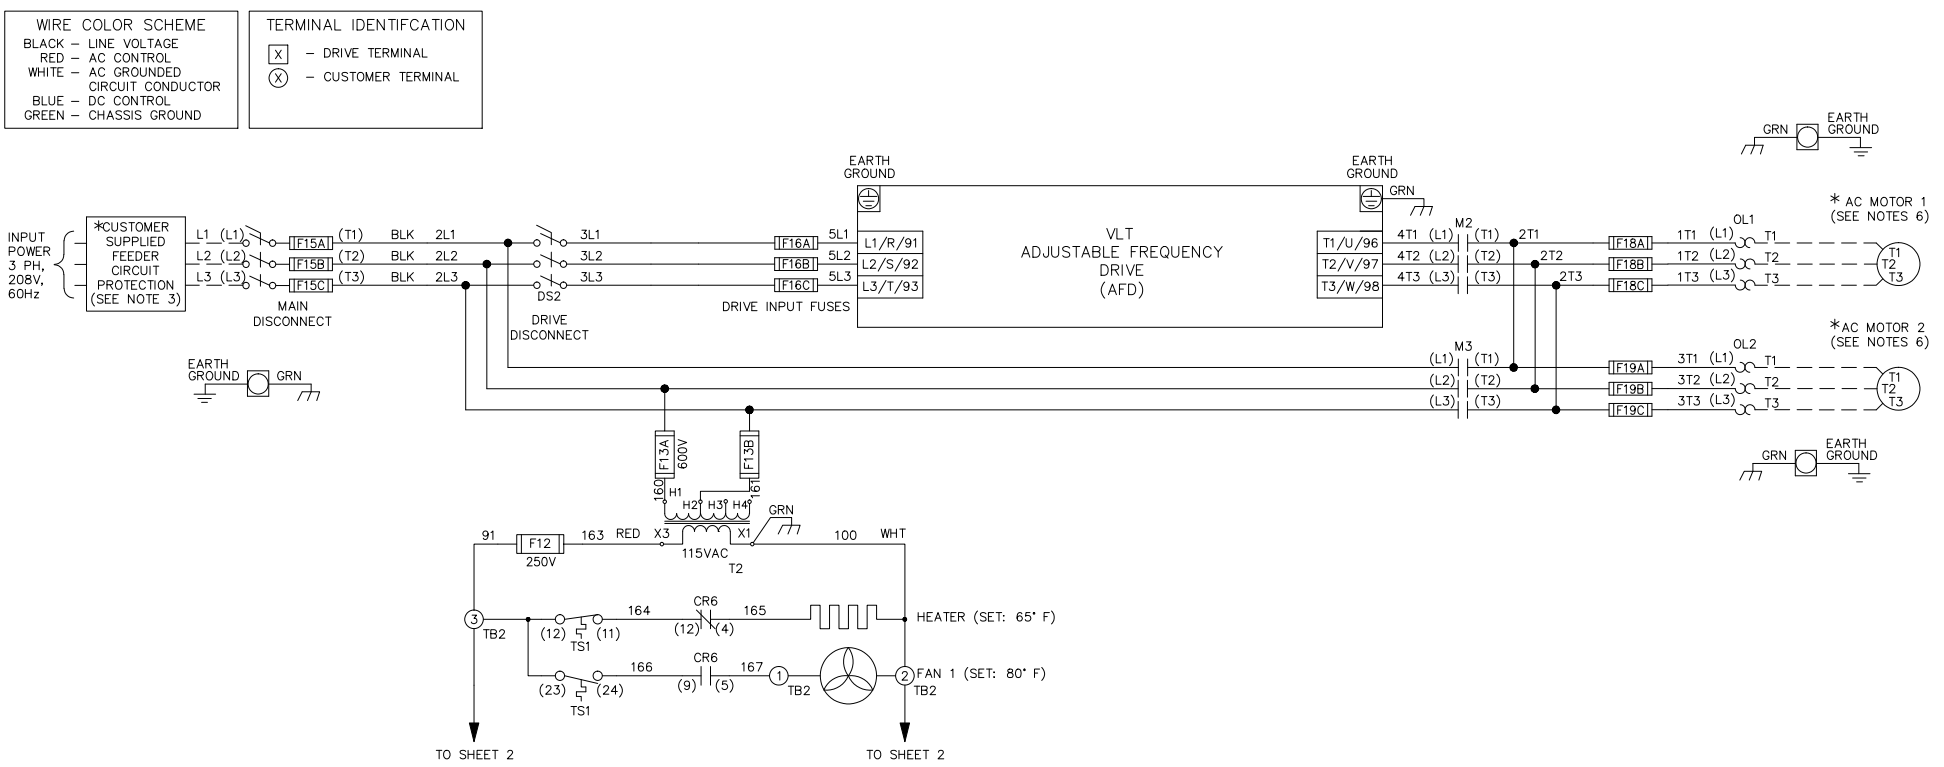 WIRE COLOR SCHEME
BLACK – LINE VOLTAGE
RED – AC CONTROL
WHITE – AC GROUNDED
CIRCUIT CONDUCTOR
BLUE – DC CONTROL
GREEN – CHASSIS GROUND
TERMINAL IDENTIFCATION
X – DRIVE TERMINAL
X – CUSTOMER TERMINAL
INPUT
POWER
3 PH,
208V,
60Hz
*CUSTOMER
SUPPLIED
FEEDER
CIRCUIT
PROTECTION
(SEE NOTE 3)
L1 (L1) F15A (T1) BLK 2L1
L2 (L2) F15B (T2) BLK 2L2
L3 (L3) F15C (T3) BLK 2L3
MAIN
DISCONNECT
3L1 F16A 5L1
3L2 F16B 5L2
3L3 F16C 5L3
DS2
DRIVE
DISCONNECT
DRIVE INPUT FUSES
EARTH
GROUND
L1/R/91
L2/S/92
L3/T/93
VLT
ADJUSTABLE FREQUENCY
DRIVE
(AFD)
EARTH
GROUND
GRN
T1/U/96
T2/V/97
T3/W/98
M2
4T1 (L1) (T1) 2T1 F18A 1T1 (L1) T1
4T2 (L2) (T2) 2T2 F18B 1T2 (L2) T2
4T3 (L3) (T3) 2T3 F18C 1T3 (L3) T3
OL1
GRN
EARTH
GROUND
* AC MOTOR 1
(SEE NOTES 6)
T1
T2
T3
M3
(L1) (T1) F19A 3T1 (L1) T1
(L2) (T2) F19B 3T2 (L2) T2
(L3) (T3) F19C 3T3 (L3) T3
OL2
*AC MOTOR 2
(SEE NOTES 6)
T1
T2
T3
GRN
EARTH
GROUND
EARTH
GROUND
GRN
F13A
600V
F13B
160
161
H1
H2
H3
H4
GRN
91
F12
250V
163
RED
X3
X1
115VAC
T2
100
WHT
3
TB2
(12)
(11)
TS1
164
CR6
(12)
(4)
165
HEATER (SET: 65° F)
(23)
(24)
TS1
166
CR6
(9)
(5)
167
1
TB2
2
TB2
FAN 1 (SET: 80° F)
TO SHEET 2
TO SHEET 2